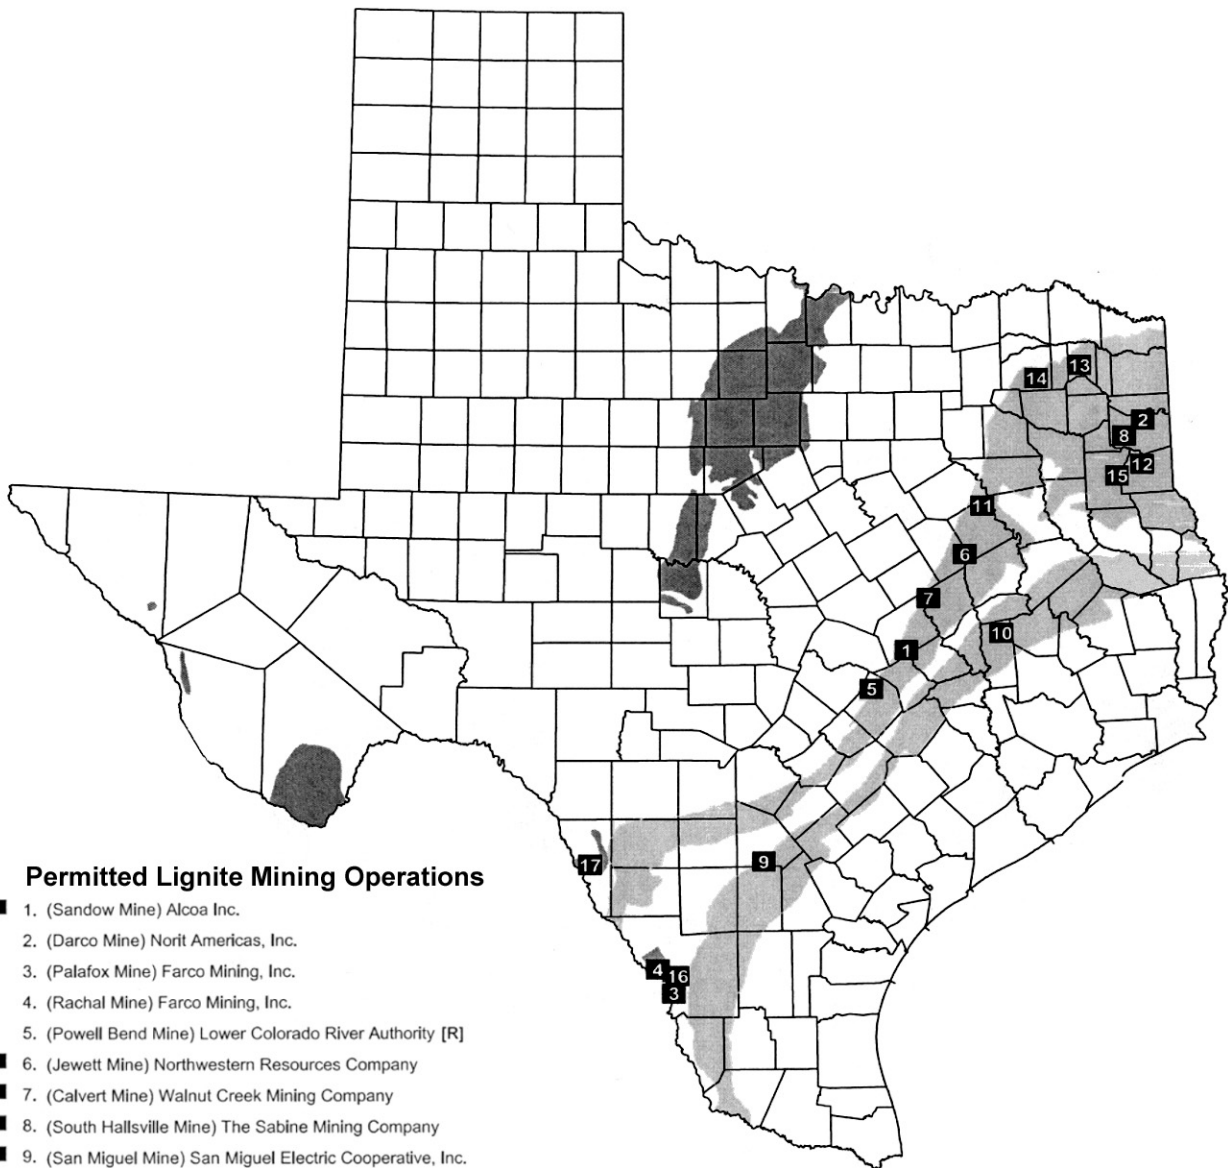 14
13
2
8
12
15
11
6
7
10
1
5
9
17
4
16
3
Permitted Lignite Mining Operations
1. (Sandow Mine) Alcoa Inc.
2. (Darco Mine) Norit Americas, Inc.
3. (Palafox Mine) Farco Mining, Inc.
4. (Rachal Mine) Farco Mining, Inc.
5. (Powell Bend Mine) Lower Colorado River Authority [R]
6. (Jewett Mine) Northwestern Resources Company
7. (Calvert Mine) Walnut Creek Mining Company
8. (South Hallsville Mine) The Sabine Mining Company
9. (San Miguel Mine) San Miguel Electric Cooperative, Inc.